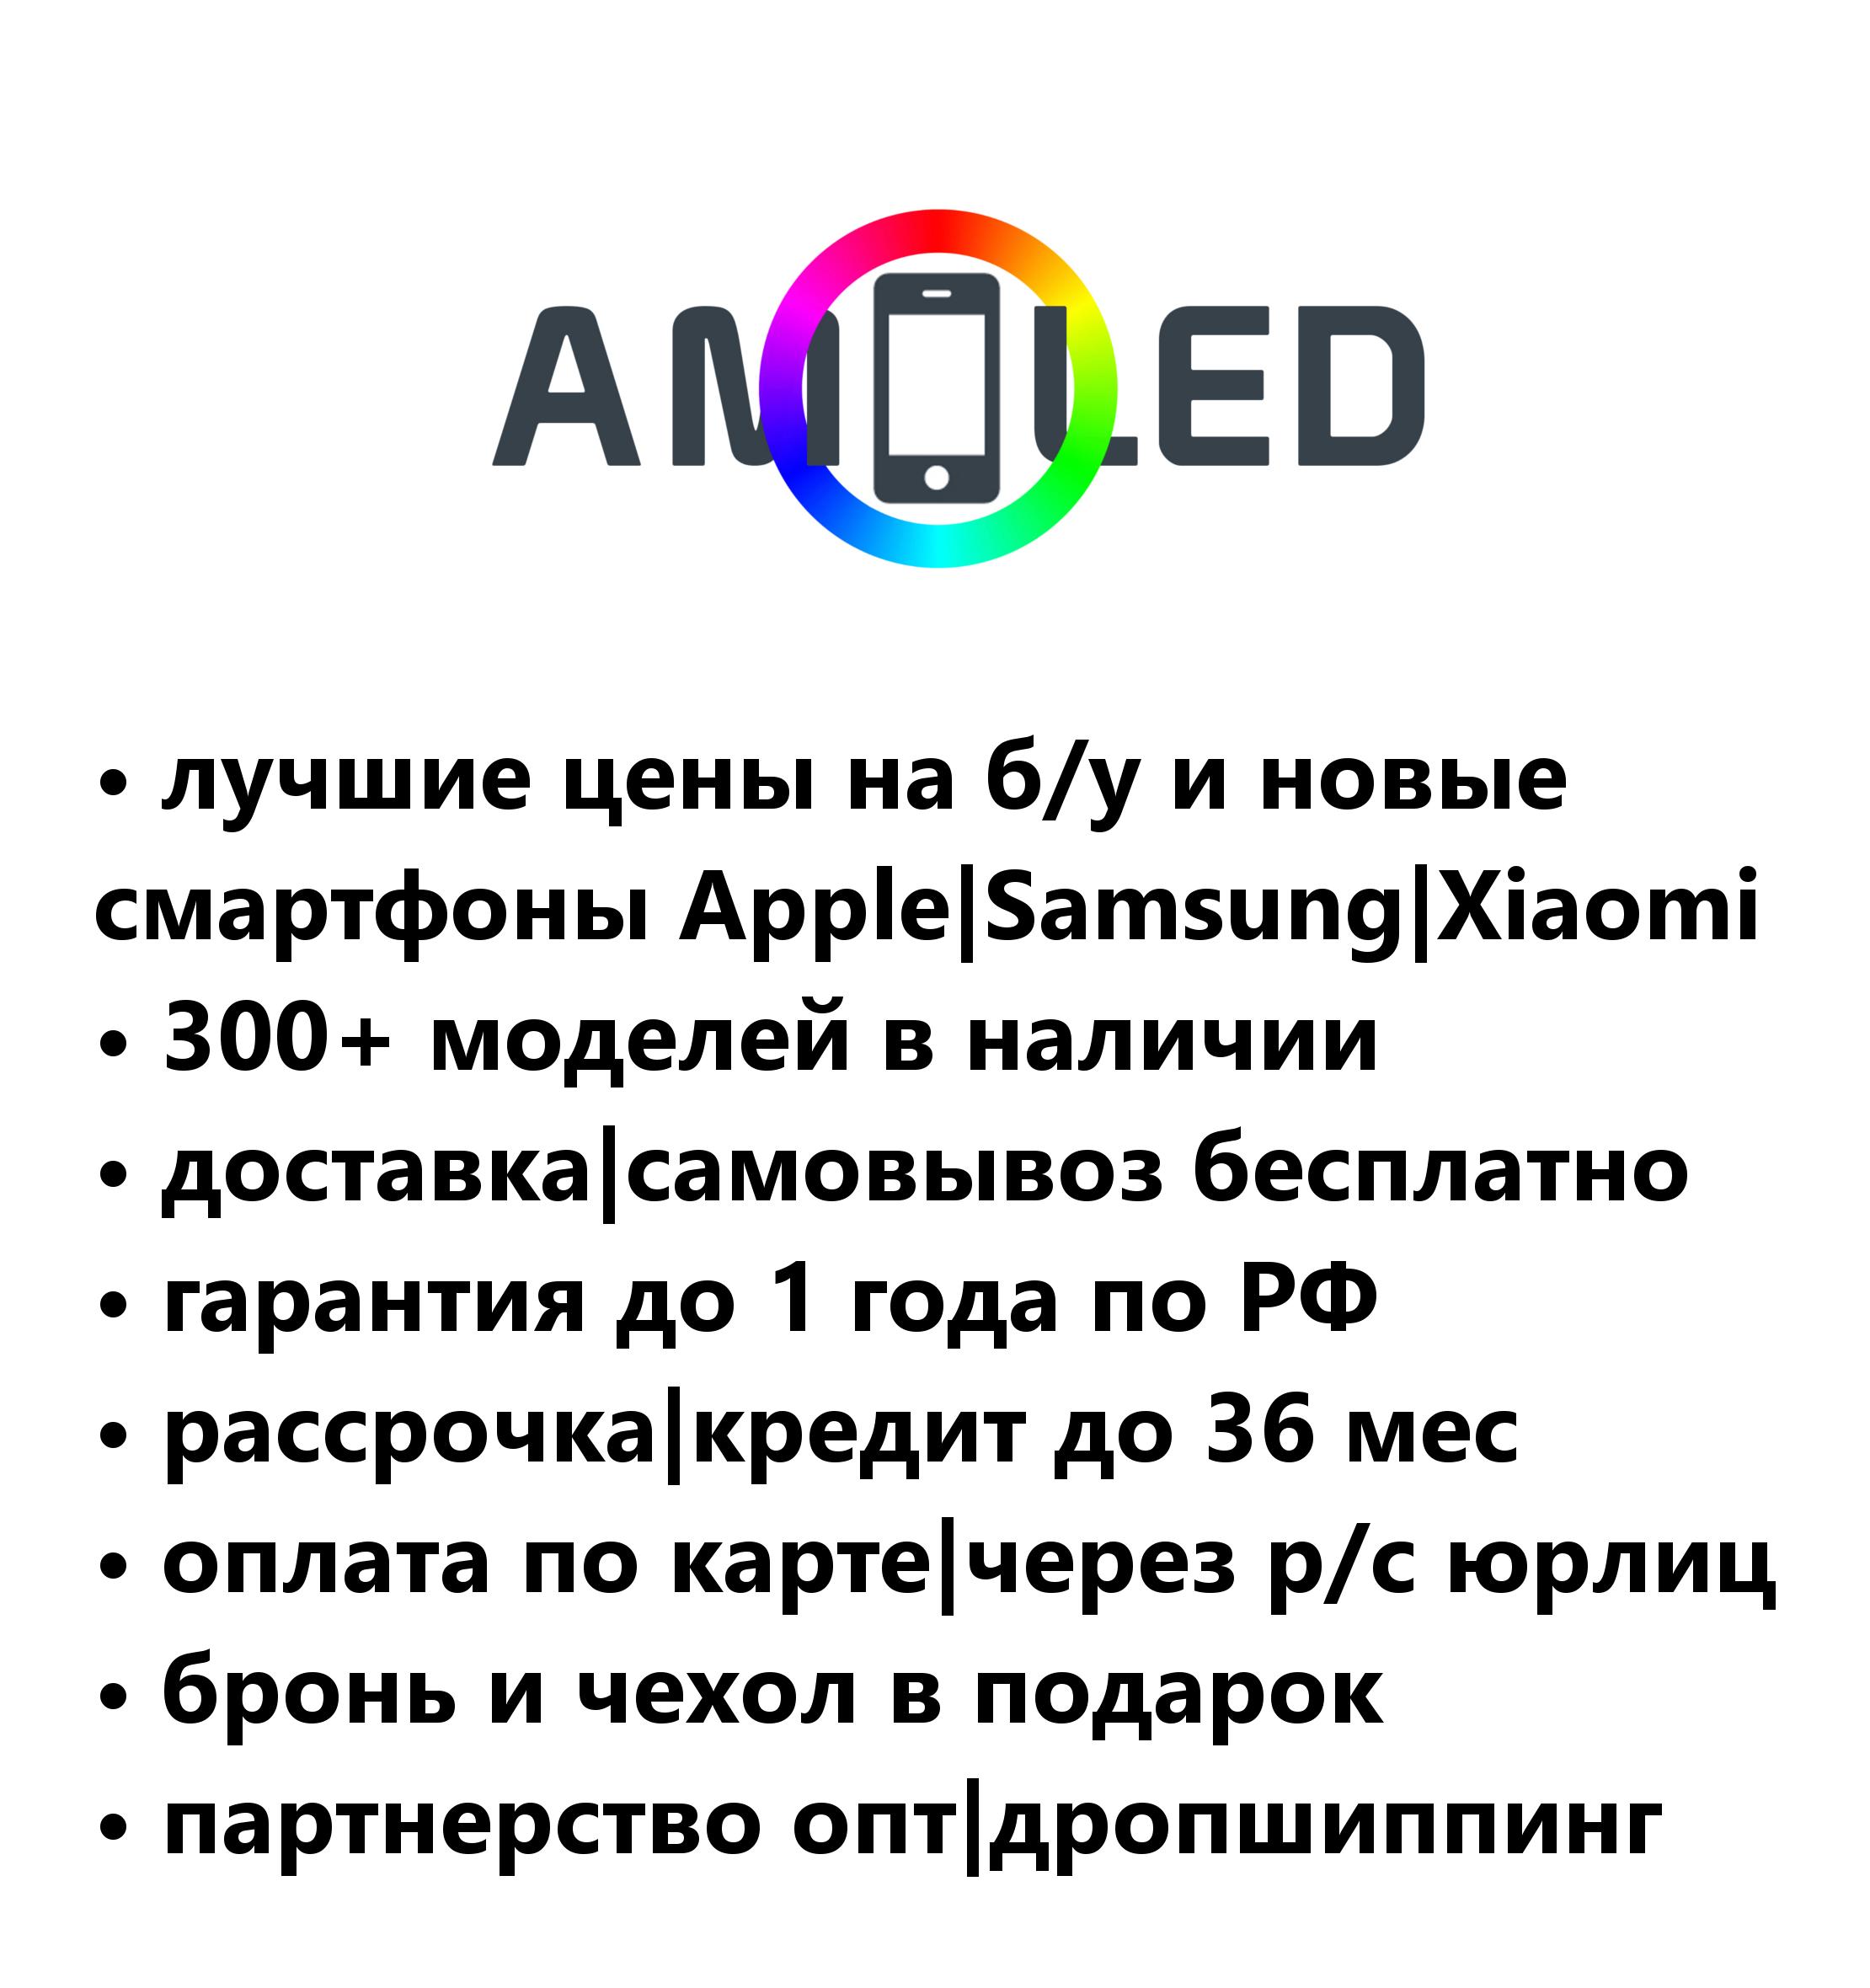 AMOLED
• лучшие цены на б/у и новые
смартфоны Apple|Samsung|Xiaomi
• 300+ моделей в наличии
• доставка|самовывоз бесплатно
• гарантия до 1 года по РФ
• рассрочка|кредит до 36 мес
• оплата по карте|через р/с юрлиц
• бронь и чехол в подарок
• партнерство опт|дропшиппинг